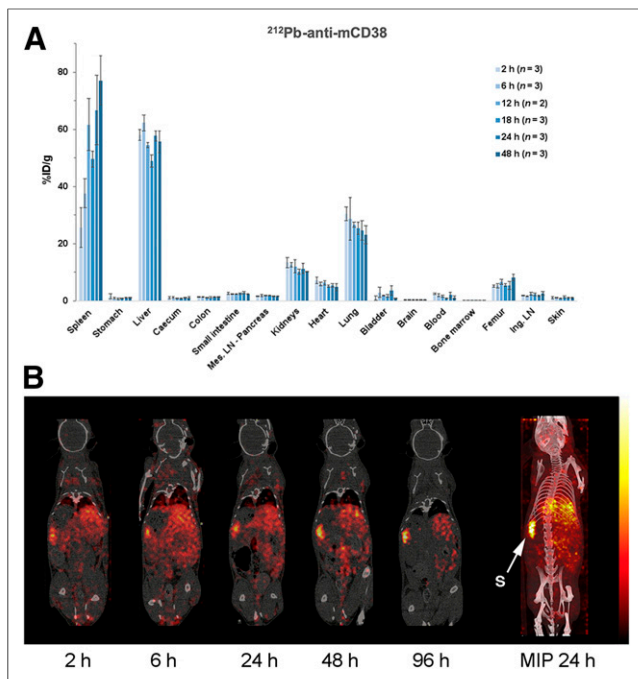 A
²¹²Pb-anti-mCD38
2 h (n = 3)
6 h (n = 3)
12 h (n = 2)
18 h (n = 3)
24 h (n = 3)
48 h (n = 3)
%ID/g
80
60
40
20
0
Spleen
Stomach
Liver
Caecum
Colon
Small intestine
Mes. LN - Pancreas
Kidneys
Heart
Lung
Bladder
Brain
Blood
Bone marrow
Femur
Ing. LN
Skin
B
S
2 h 6 h 24 h 48 h 96 h MIP 24 h